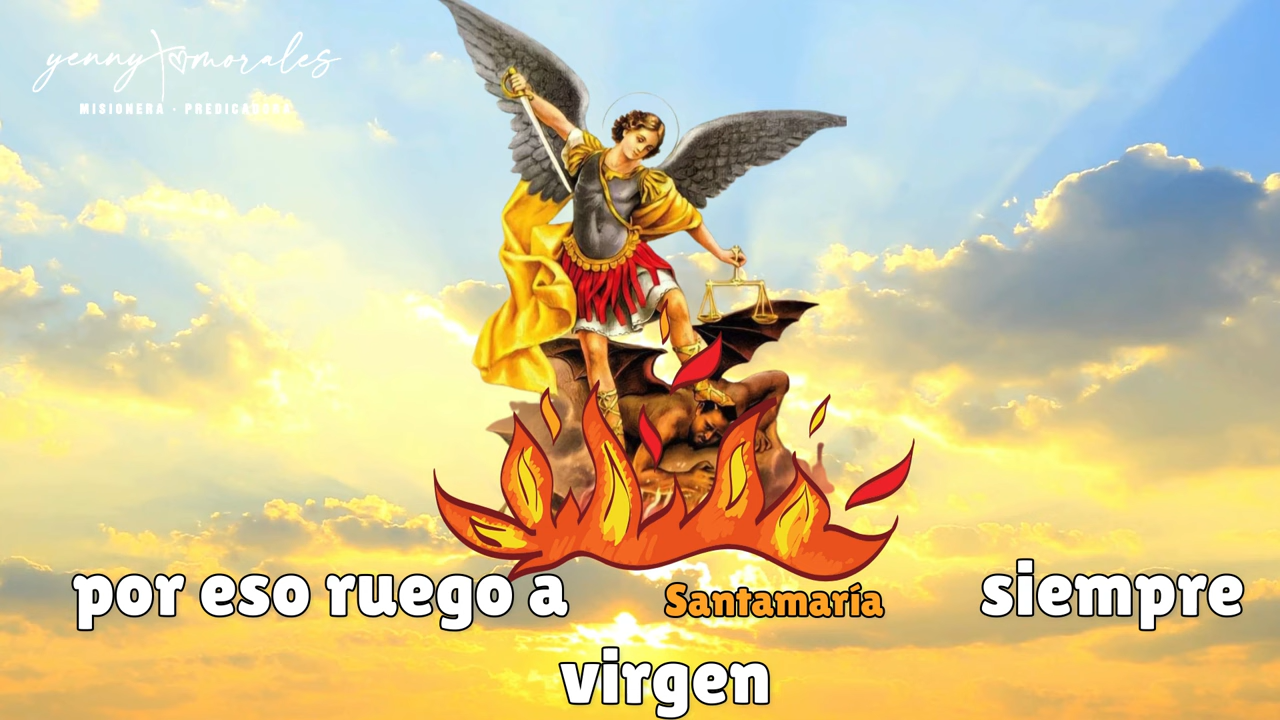 yenny morales
MISIONERA · PREDICADORA
por eso ruego a Santamaría siempre
virgen